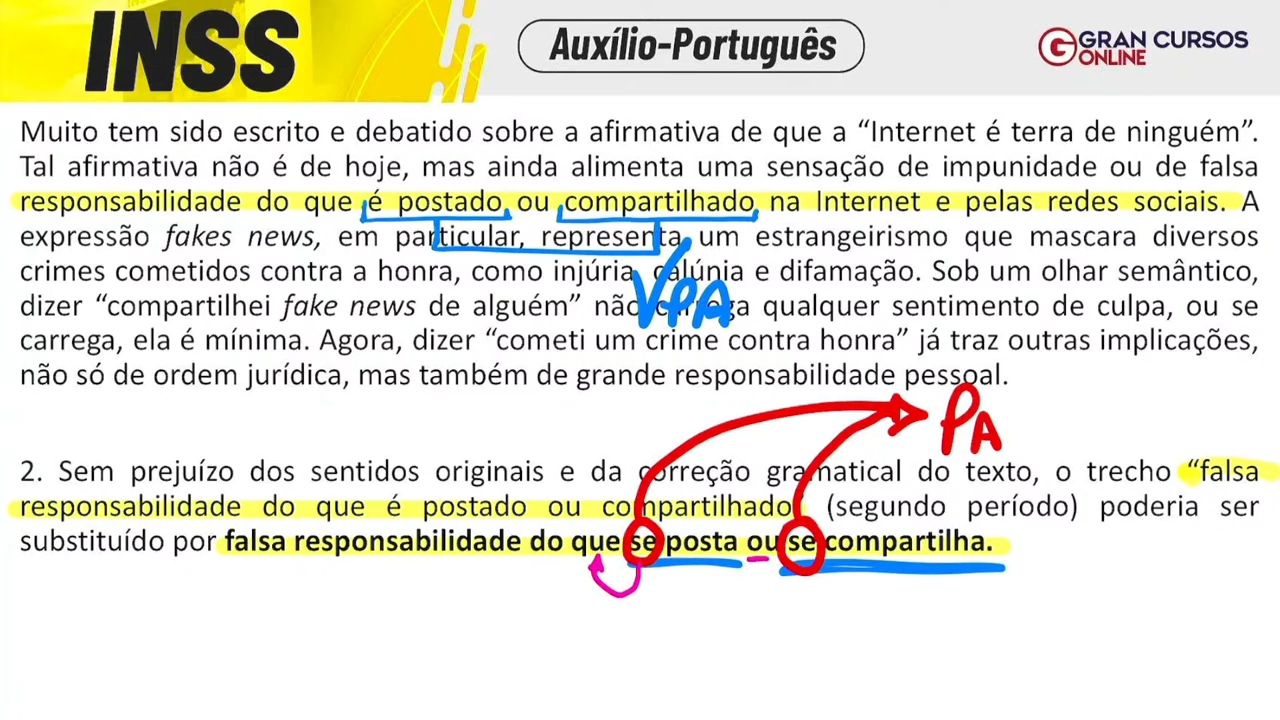 INSS
Auxílio-Português
GRAN CURSOS
ONLINE
Muito tem sido escrito e debatido sobre a afirmativa de que a “Internet é terra de ninguém”.
Tal afirmativa não é de hoje, mas ainda alimenta uma sensação de impunidade ou de falsa
responsabilidade do que é postado ou compartilhado na Internet e pelas redes sociais. A
expressão fakes news, em particular, representa um estrangeirismo que mascara diversos
crimes cometidos contra a honra, como injúria, calúnia e difamação. Sob um olhar semântico,
dizer “compartilhei fake news de alguém” não carrega qualquer sentimento de culpa, ou se
VPA
carrega, ela é mínima. Agora, dizer “cometi um crime contra honra” já traz outras implicações,
não só de ordem jurídica, mas também de grande responsabilidade pessoal.
PA
2. Sem prejuízo dos sentidos originais e da correção gramatical do texto, o trecho “falsa
responsabilidade do que é postado ou compartilhado” (segundo período) poderia ser
substituído por falsa responsabilidade do que se posta ou se compartilha.